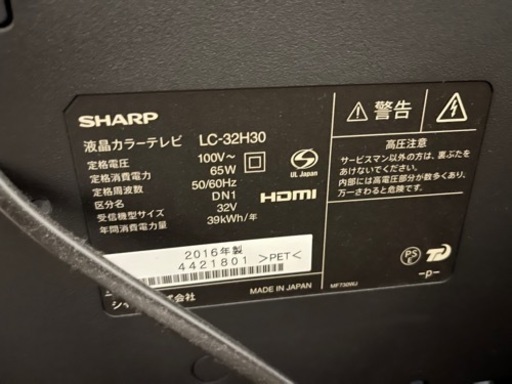 SHARP
液晶カラーテレビ LC-32H30
定格電圧 100V～
定格消費電力 65W
定格周波数 50/60Hz
区分名 DN1
受信機型サイズ 32V
年間消費電力量 39kWh/年
UL Japan
HDMI
2016年製
4421801 >PET<
シ 株式会社
MADE IN JAPAN
警告
高圧注意
サービスマン以外の方は、裏ぶたを
あけないでください。
内部には高電圧部分が数多くあり、
万一さわると危険です。
PS
E
-P-
MF730WJ